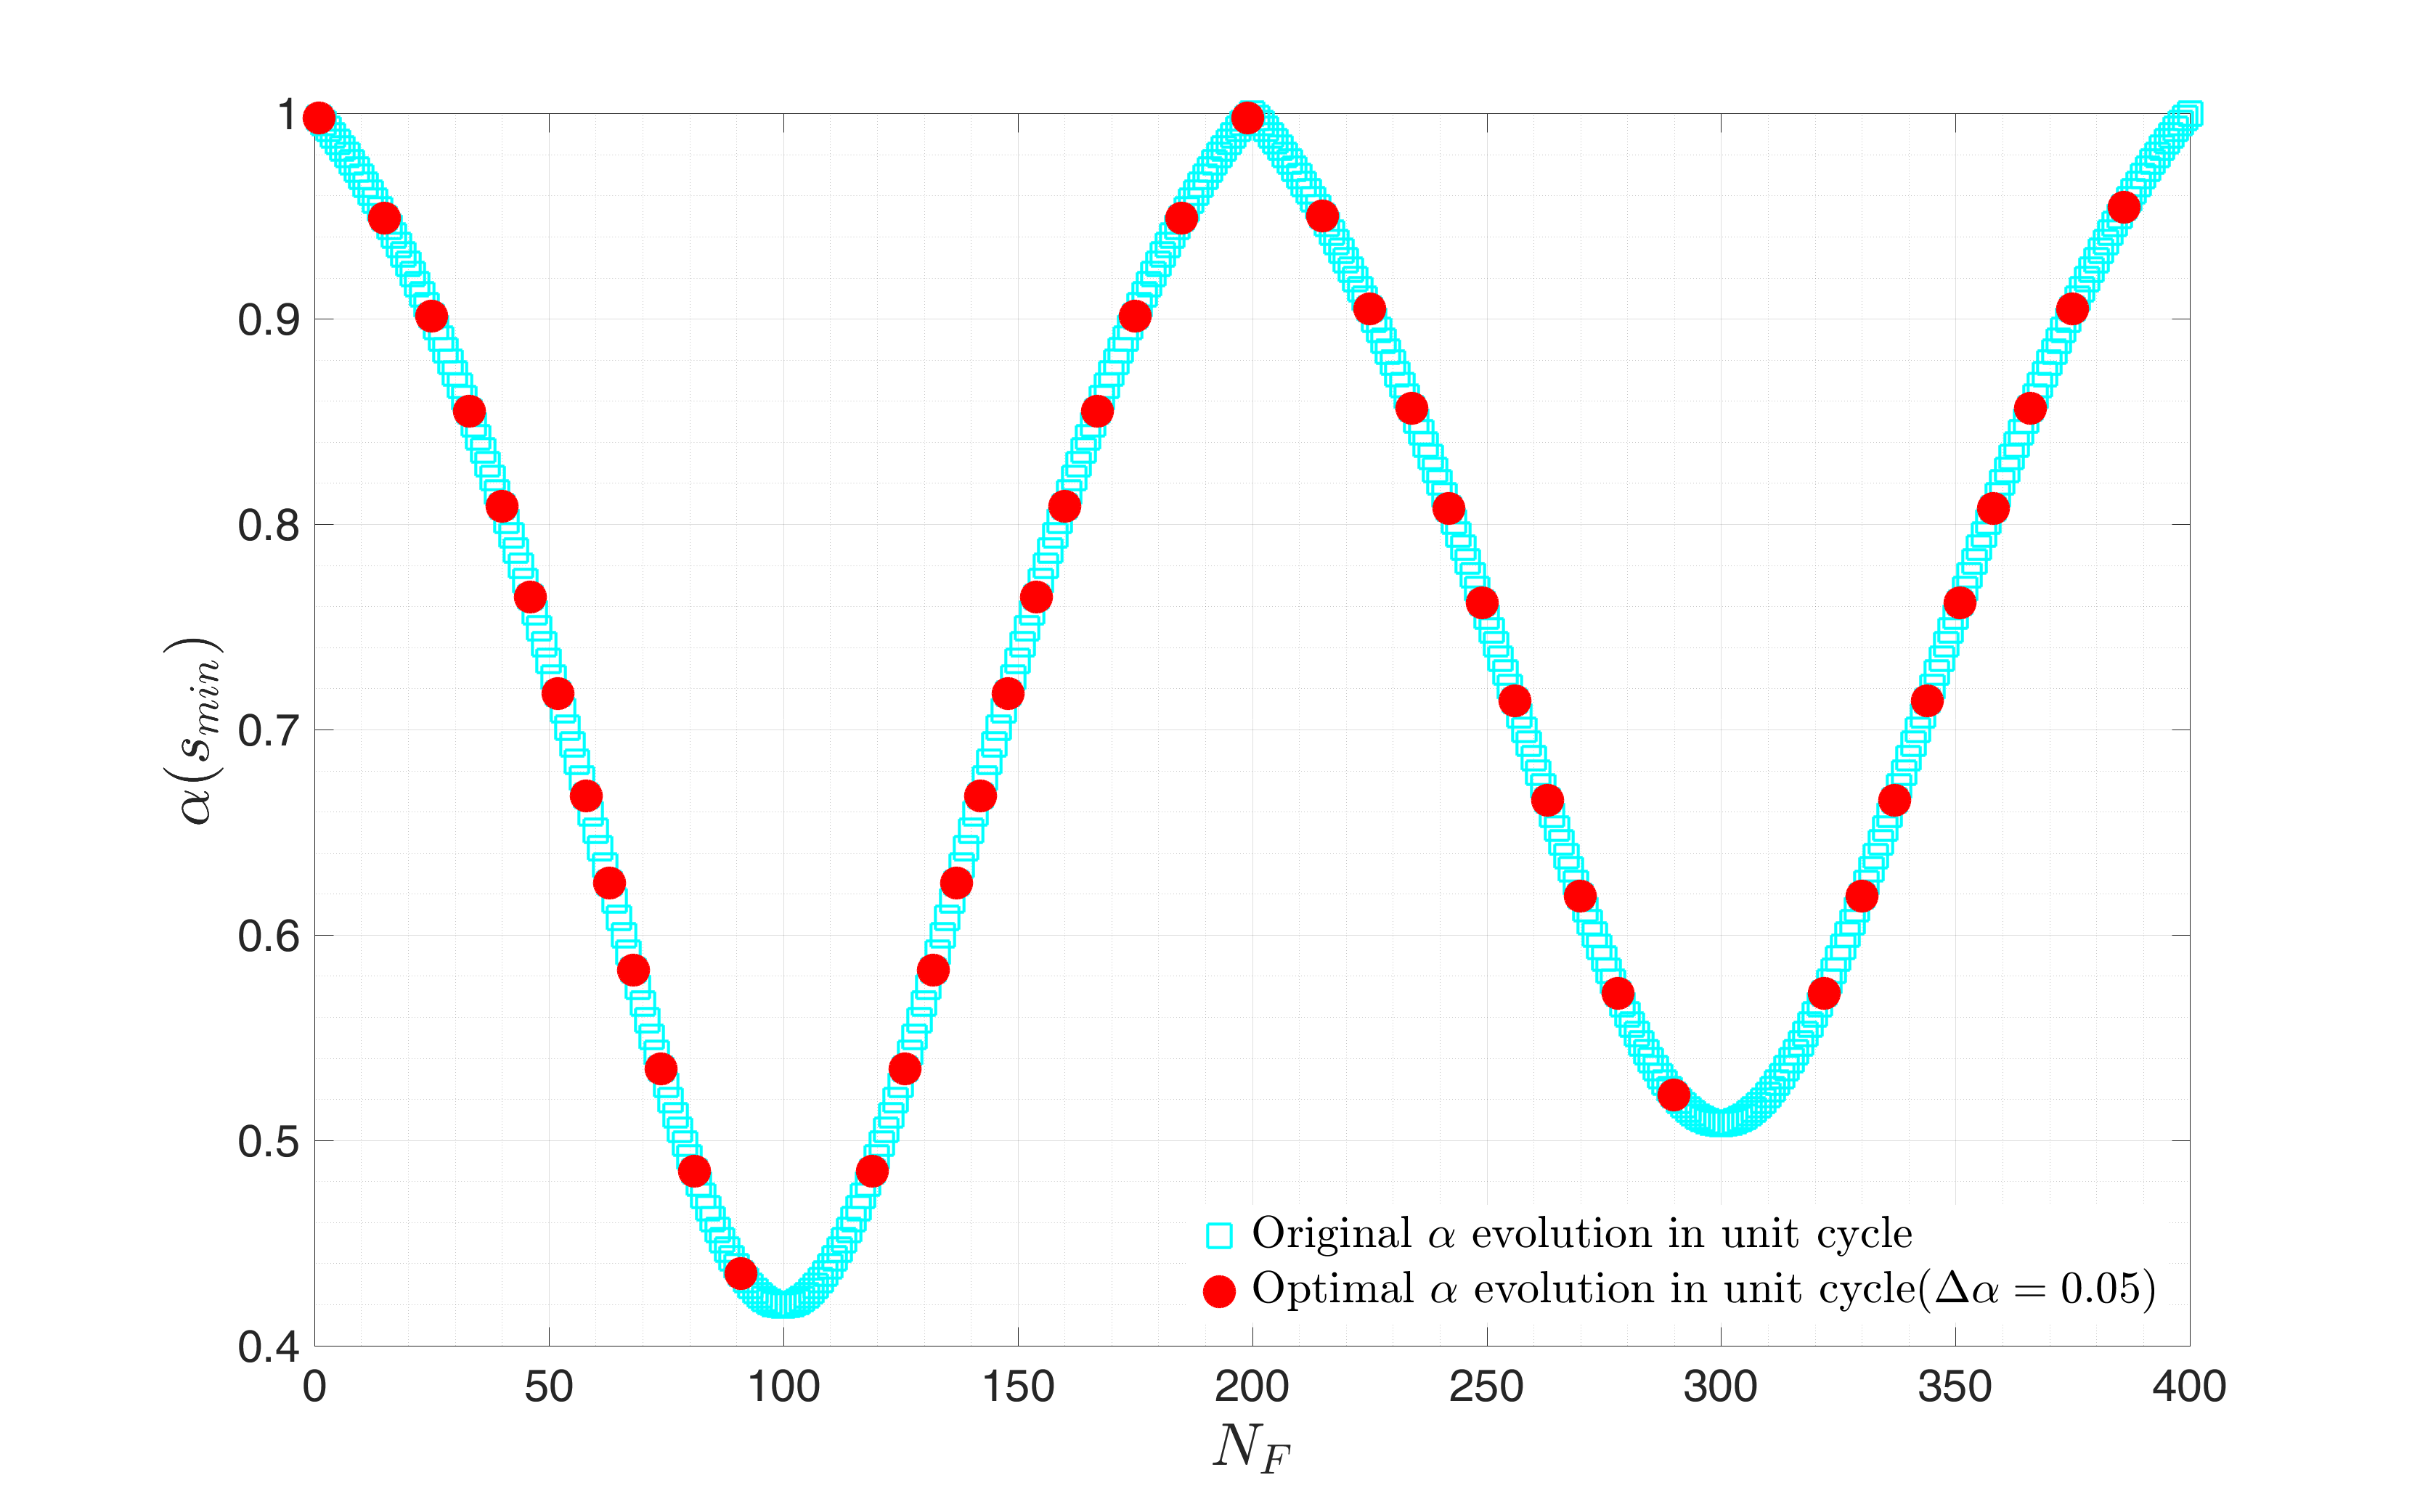 1
0.9
0.8
0.7
0.6
0.5
0.4
α(s_min)
0 50 100 150 200 250 300 350 400
N_F
Original α evolution in unit cycle
Optimal α evolution in unit cycle(Δα = 0.05)